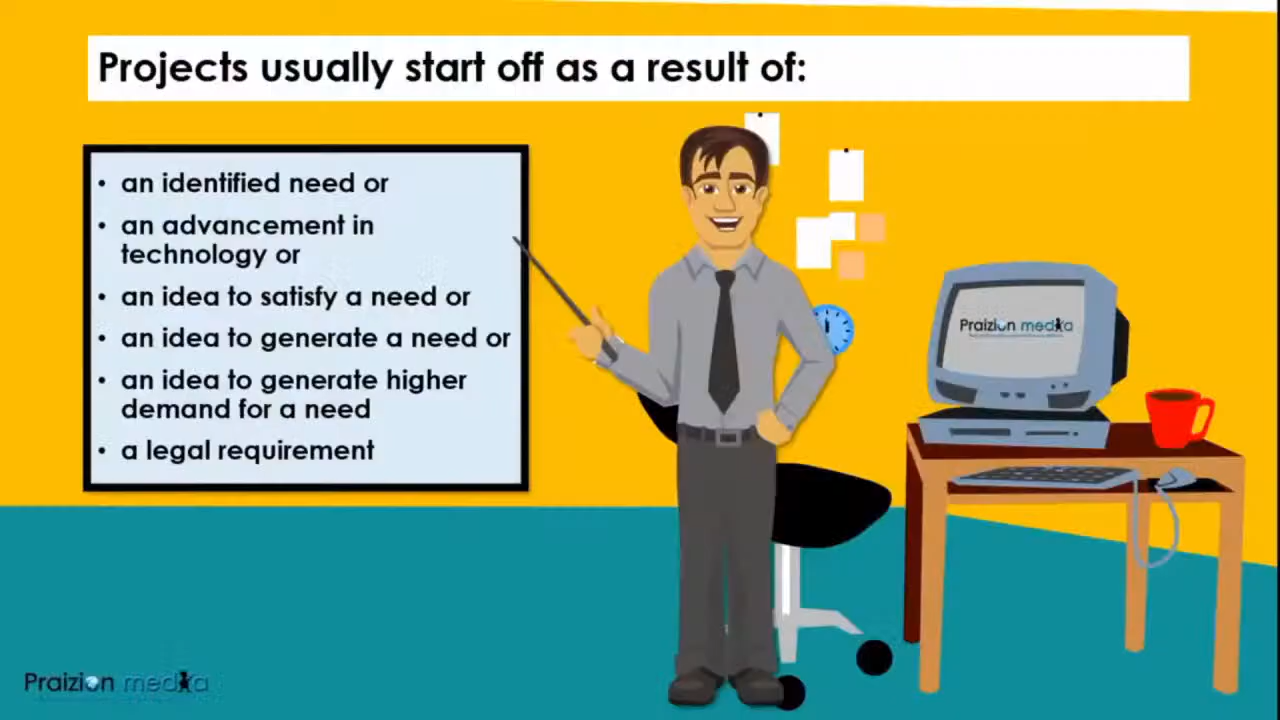 Projects usually start off as a result of:
• an identified need or
• an advancement in
technology or
• an idea to satisfy a need or
• an idea to generate a need or
• an idea to generate higher
demand for a need
• a legal requirement
Praizion media
Praizion media